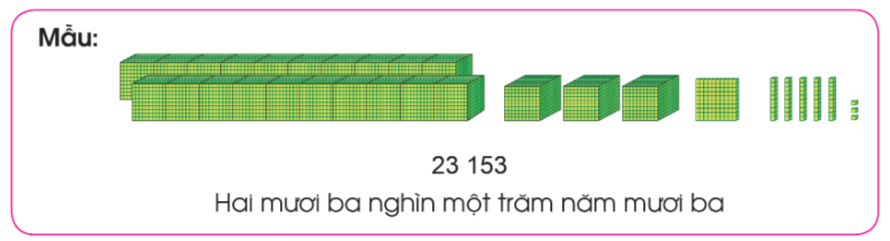 Mẫu:
23 153
Hai mươi ba nghìn một trăm năm mươi ba